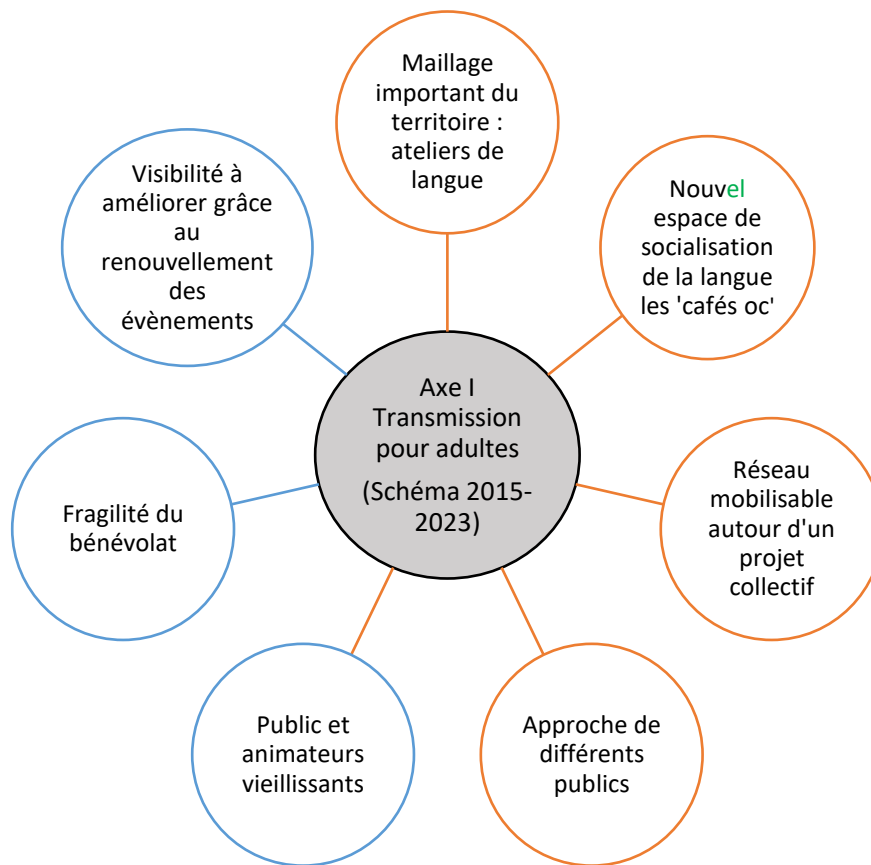 Maillage
important du
territoire :
ateliers de
langue
Nouvel
espace de
socialisation
de la langue
les 'cafés oc'
Réseau
mobilisable
autour d'un
projet
collectif
Approche de
différents
publics
Public et
animateurs
vieillissants
Fragilité du
bénévolat
Visibilité à
améliorer grâce
au
renouvellement
des
évènements
Axe I
Transmission
pour adultes
(Schéma 2015-
2023)